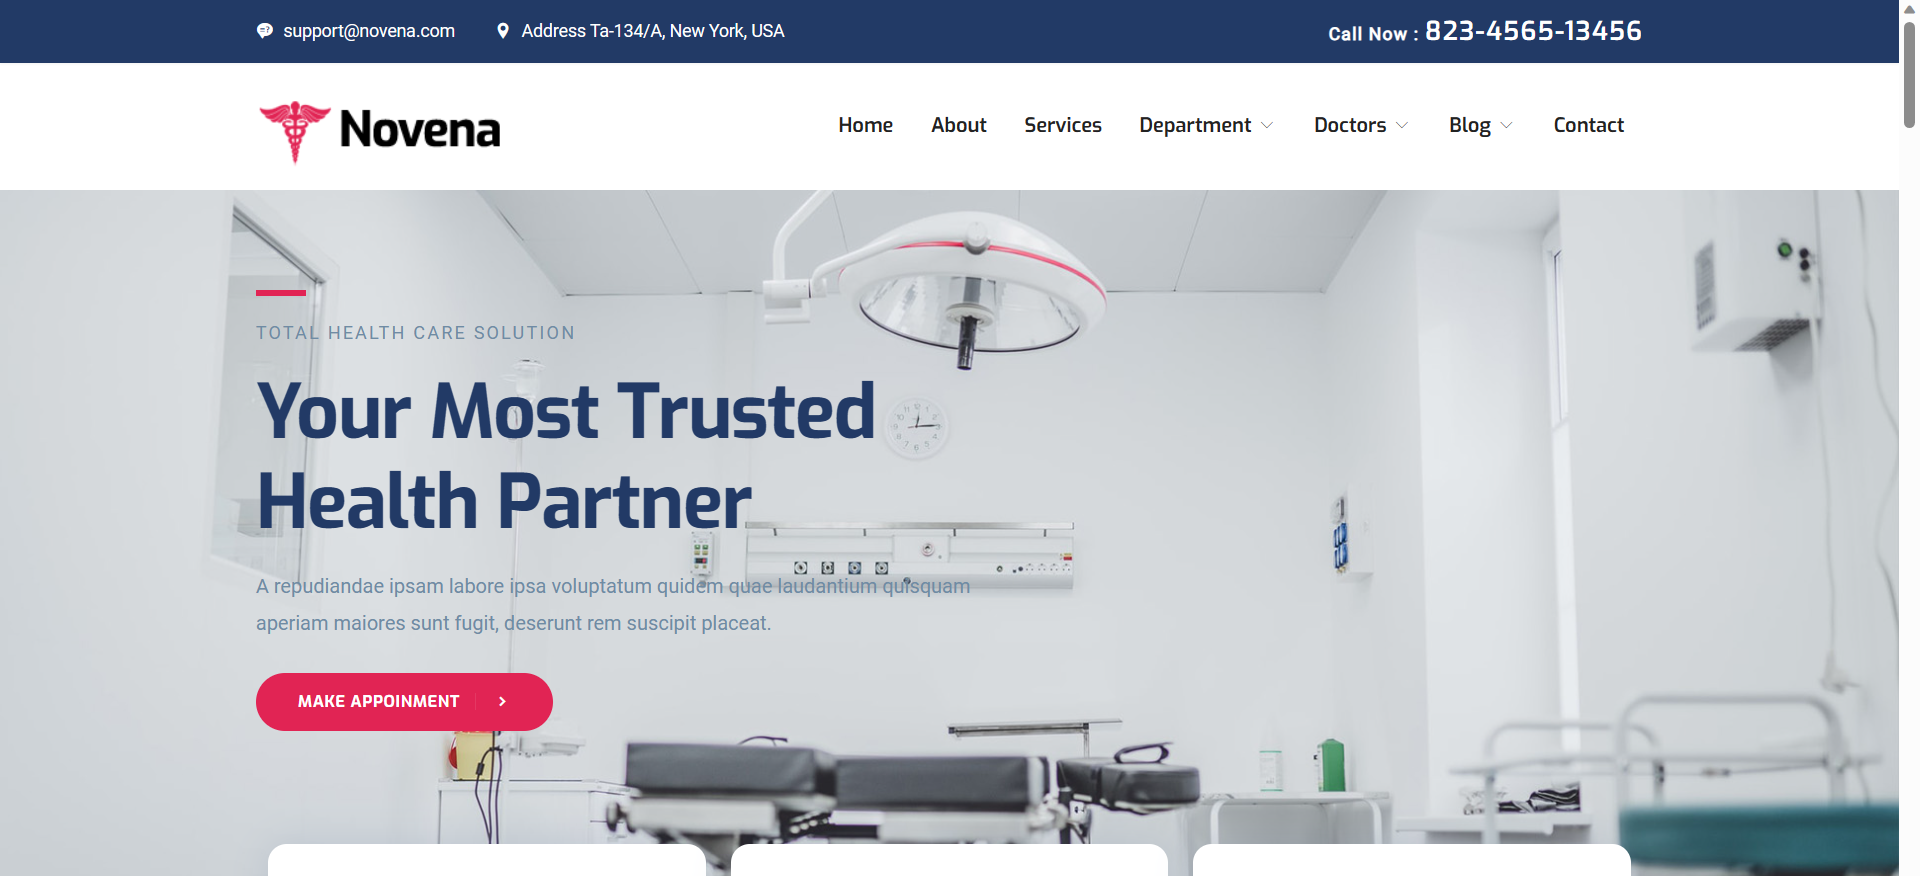 support@novena.com
Address Ta-134/A, New York, USA
Call Now : 823-4565-13456
Novena
Home
About
Services
Department
Doctors
Blog
Contact
TOTAL HEALTH CARE SOLUTION
Your Most Trusted
Health Partner
A repudiandae ipsam labore ipsa voluptatum quidem quae laudantium quisquam
aperiam maiores sunt fugit, deserunt rem suscipit placeat.
MAKE APPOINMENT